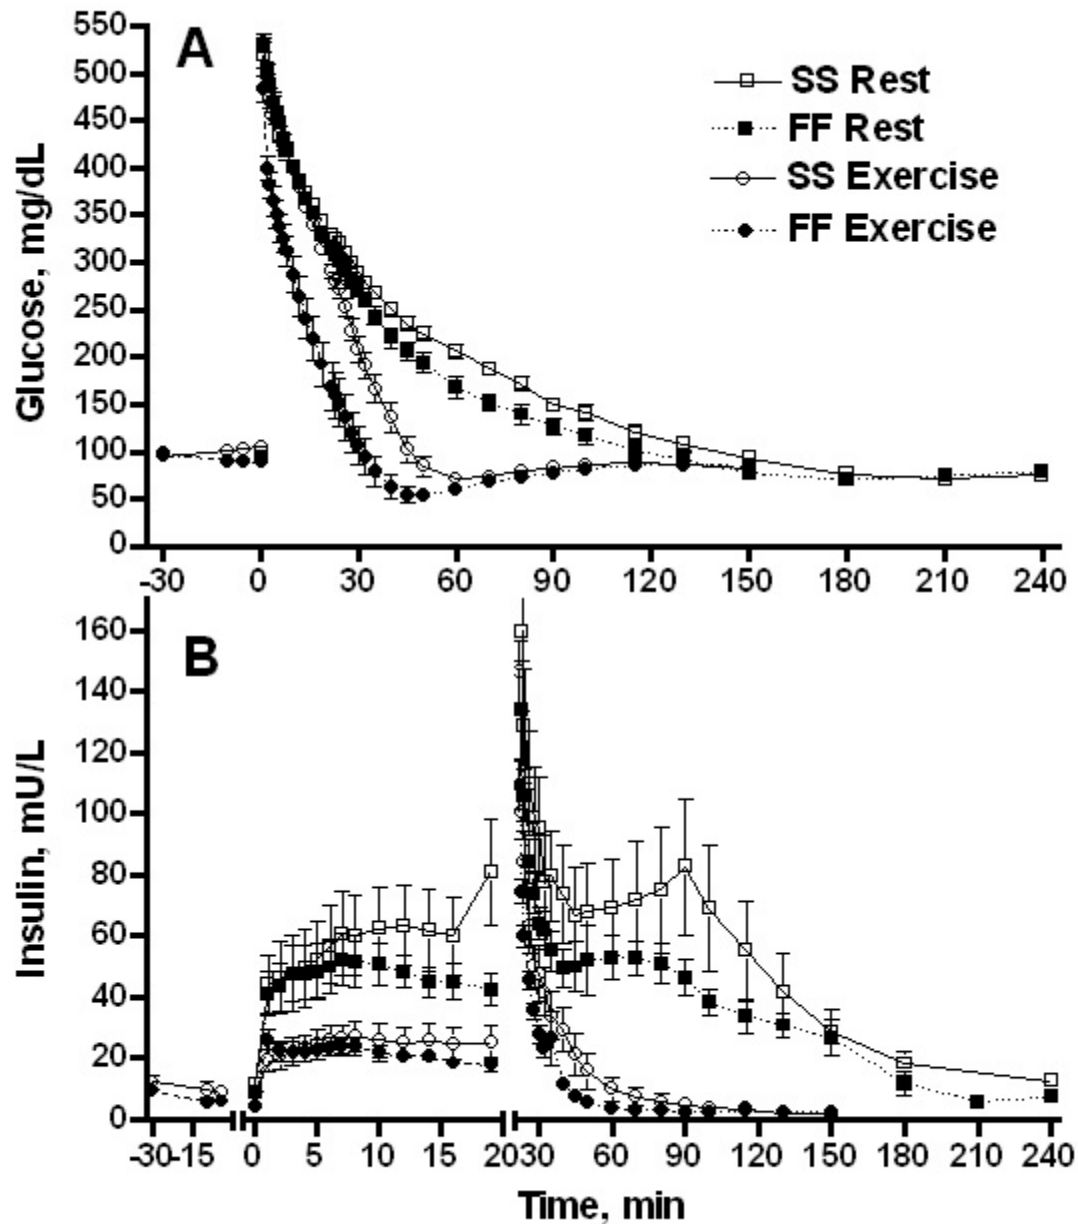 A
SS Rest
FF Rest
SS Exercise
FF Exercise
Glucose, mg/dL
550
500
450
400
350
300
250
200
150
100
50
0
-30 0 30 60 90 120 150 180 210 240
B
Insulin, mU/L
160
140
120
100
80
60
40
20
0
-30 -15 0 5 10 15 20 30 60 90 120 150 180 210 240
Time, min